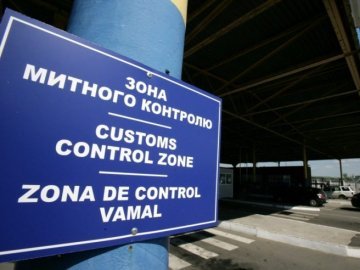 ЗОНА
МИТНОГО КОНТРОЛЮ
CUSTOMS
CONTROL ZONE
ZONA DE CONTROL
VAMAL